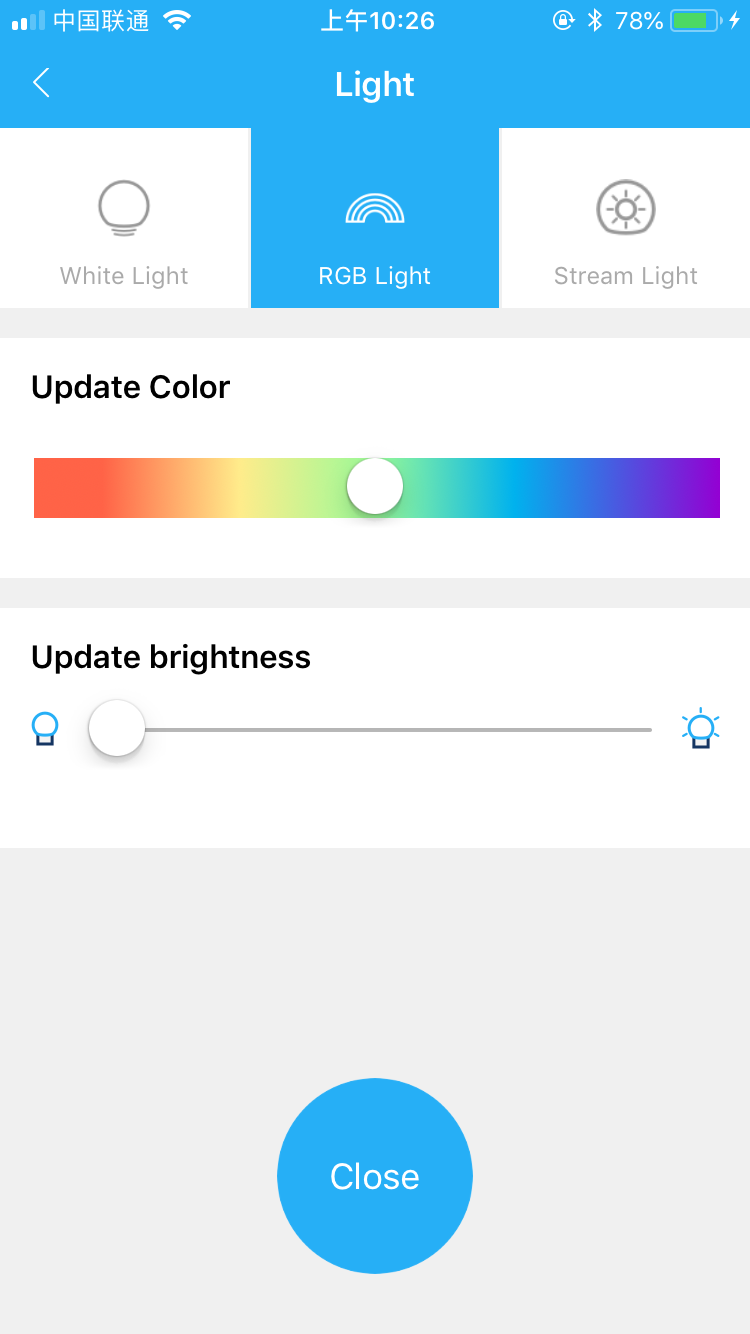 中国联通 上午10:26 78%
Light
White Light RGB Light Stream Light
Update Color
Update brightness
Close